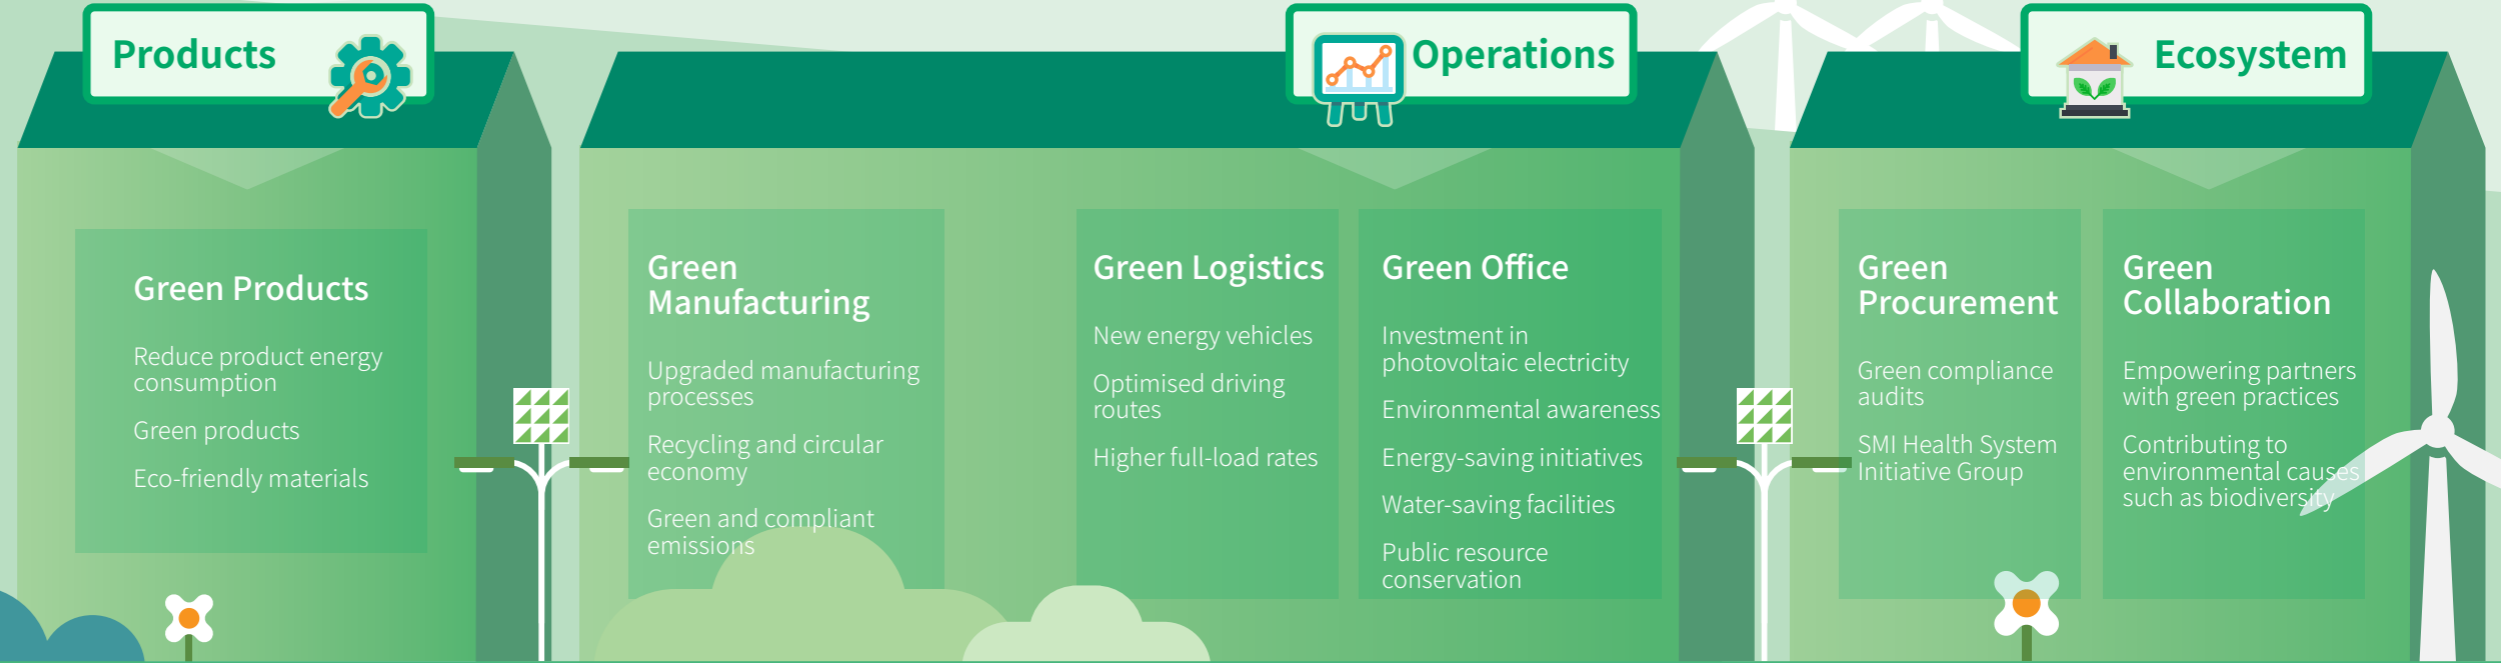 Products
Operations
Ecosystem
Green Products
Reduce product energy
consumption
Green products
Eco-friendly materials
Green
Manufacturing
Upgraded manufacturing
processes
Recycling and circular
economy
Green and compliant
emissions
Green Logistics
New energy vehicles
Optimised driving
routes
Higher full-load rates
Green Office
Investment in
photovoltaic electricity
Environmental awareness
Energy-saving initiatives
Water-saving facilities
Public resource
conservation
Green
Procurement
Green compliance
audits
SMI Health System
Initiative Group
Green
Collaboration
Empowering partners
with green practices
Contributing to
environmental causes
such as biodiversity